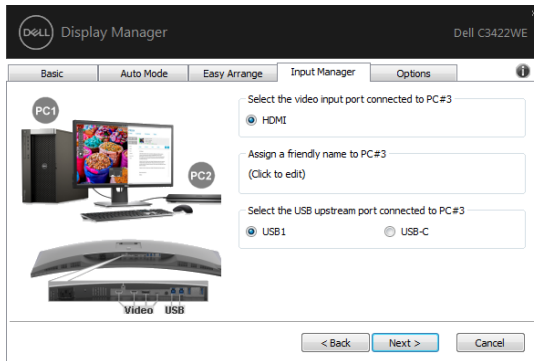 DELL Display Manager
Dell C3422WE
Basic
Auto Mode
Easy Arrange
Input Manager
Options
PC1
PC2
Video USB
Select the video input port connected to PC#3
HDMI
Assign a friendly name to PC#3
(Click to edit)
Select the USB upstream port connected to PC#3
USB1
USB-C
< Back
Next >
Cancel